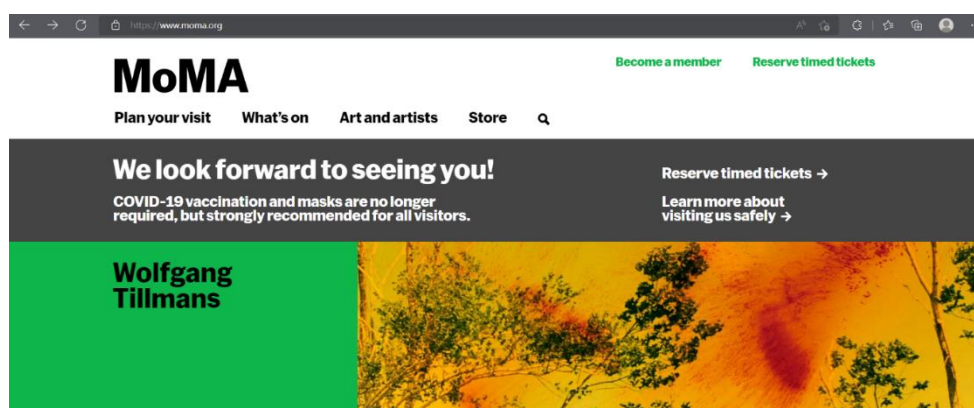 https://www.moma.org
MoMA
Become a member
Reserve timed tickets
Plan your visit
What's on
Art and artists
Store
We look forward to seeing you!
COVID-19 vaccination and masks are no longer
required, but strongly recommended for all visitors.
Reserve timed tickets →
Learn more about
visiting us safely →
Wolfgang
Tillmans